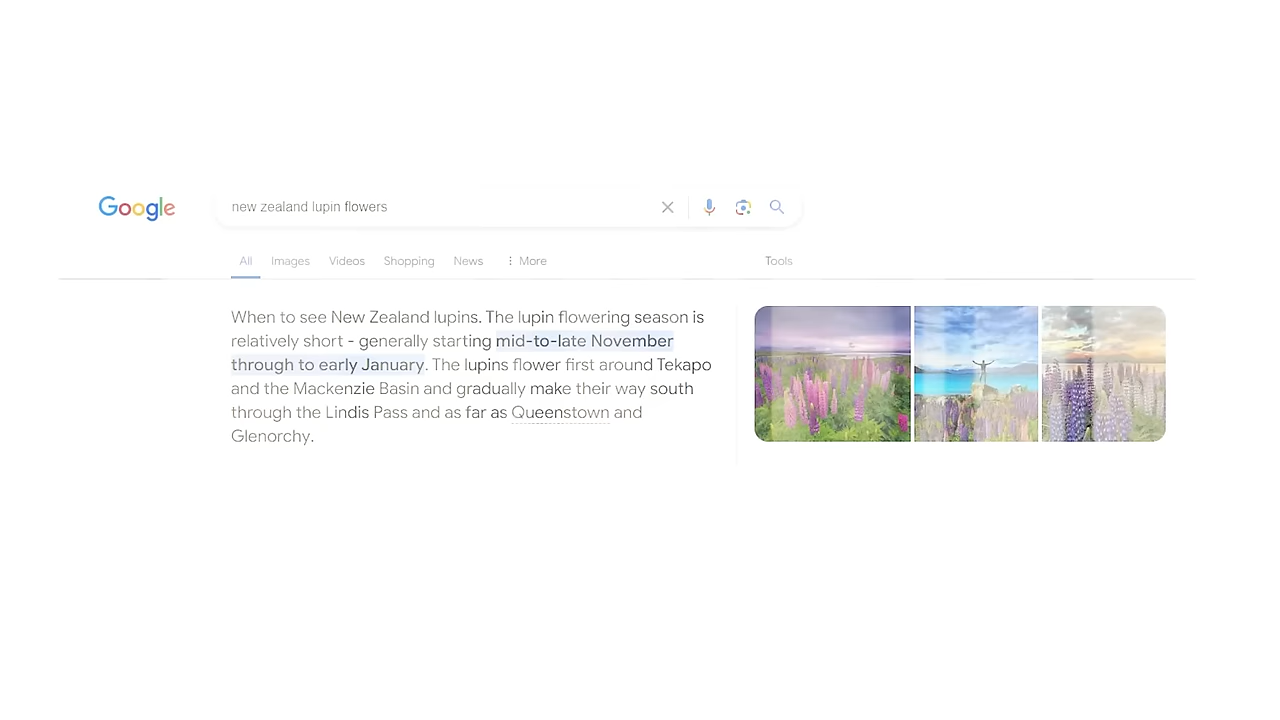 Google
new zealand lupin flowers
All Images Videos Shopping News ⋮ More Tools
When to see New Zealand lupins. The lupin flowering season is
relatively short - generally starting mid-to-late November
through to early January. The lupins flower first around Tekapo
and the Mackenzie Basin and gradually make their way south
through the Lindis Pass and as far as Queenstown and
Glenorchy.